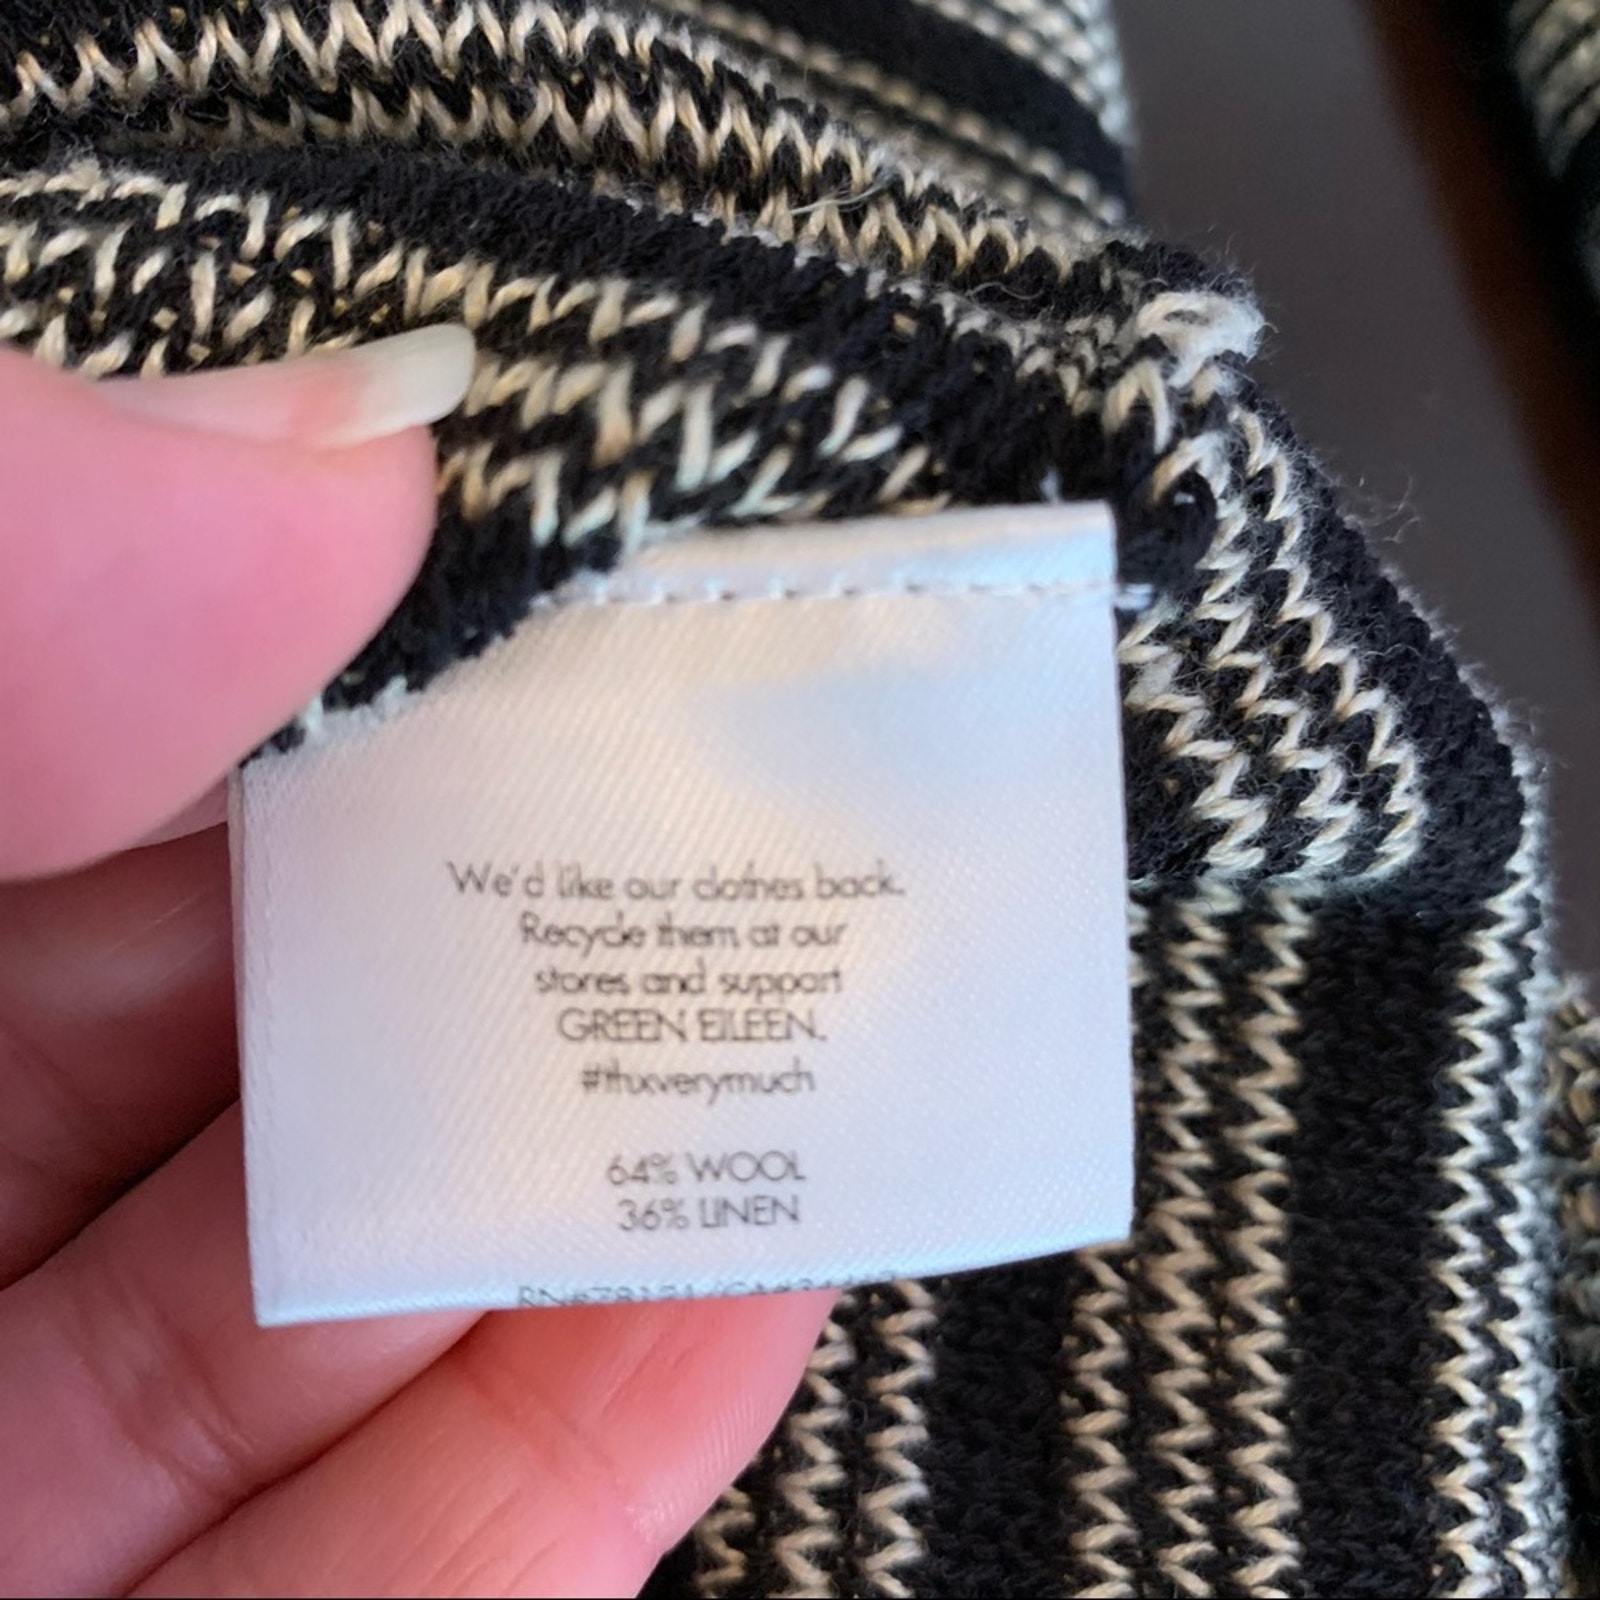 We'd like our clothes back.
Recycle them at our
stores and support
GREEN EILEEN.
#thxverymuch
64% WOOL
36% LINEN